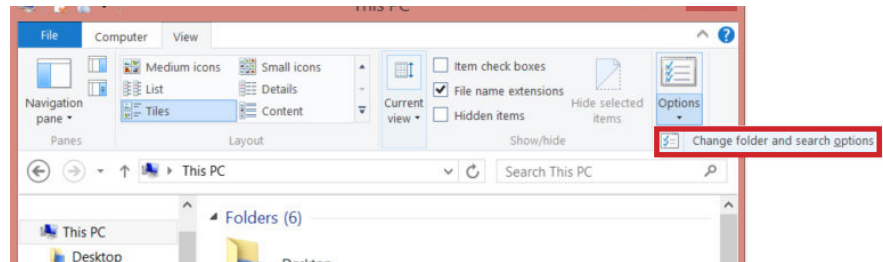 This PC
File Computer View
Medium icons Small icons
List Details
Tiles Content
Navigation pane
Current view
Item check boxes
File name extensions
Hidden items
Hide selected items
Options
Panes Layout Show/hide
Change folder and search options
This PC
Search This PC
This PC
Folders (6)
Desktop
Desktop